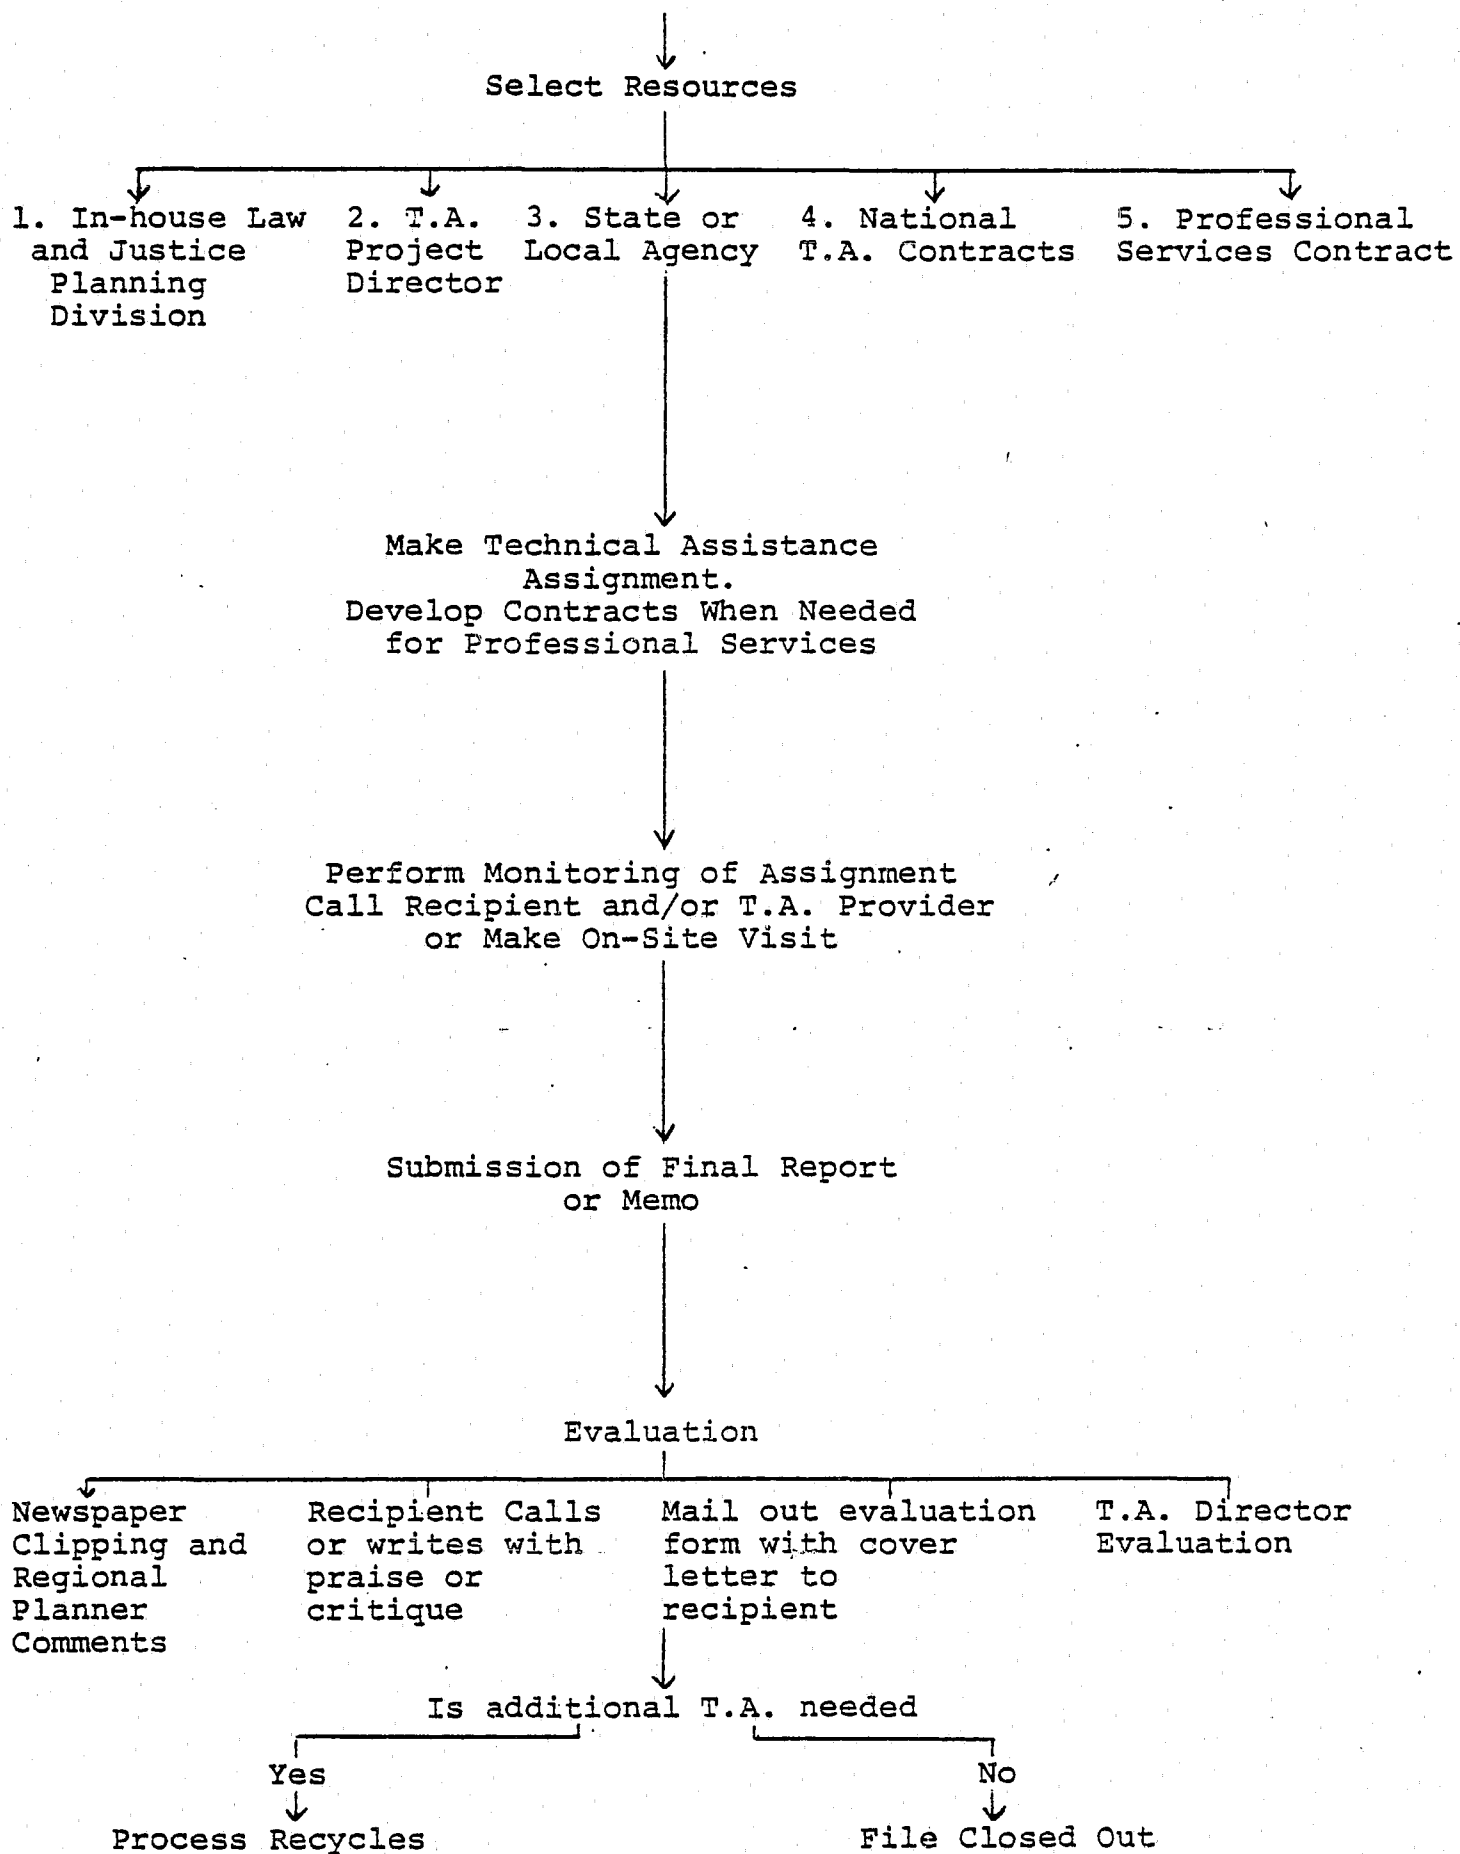 Select Resources
1. In-house Law and Justice Planning Division
2. T.A. Project Director
3. State or Local Agency
4. National T.A. Contracts
5. Professional Services Contract
Make Technical Assistance
Assignment.
Develop Contracts When Needed
for Professional Services
Perform Monitoring of Assignment
Call Recipient and/or T.A. Provider
or Make On-Site Visit
Submission of Final Report
or Memo
Evaluation
Newspaper
Clipping and
Regional
Planner
Comments
Recipient Calls
or writes with
praise or
critique
Mail out evaluation
form with cover
letter to
recipient
T.A. Director
Evaluation
Is additional T.A. needed
Yes
No
Process Recycles
File Closed Out